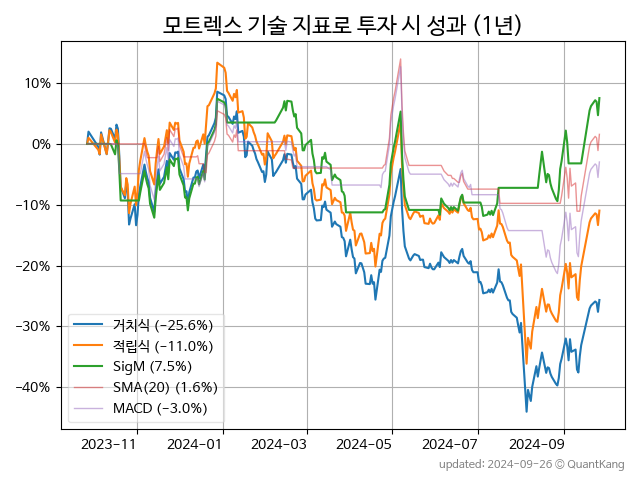 모트렉스 기술 지표로 투자 시 성과 (1년)
10%
0%
−10%
−20%
−30%
−40%
거치식 (−25.6%)
적립식 (−11.0%)
SigM (7.5%)
SMA(20) (1.6%)
MACD (−3.0%)
2023-11 2024-01 2024-03 2024-05 2024-07 2024-09
updated: 2024-09-26 © QuantKang